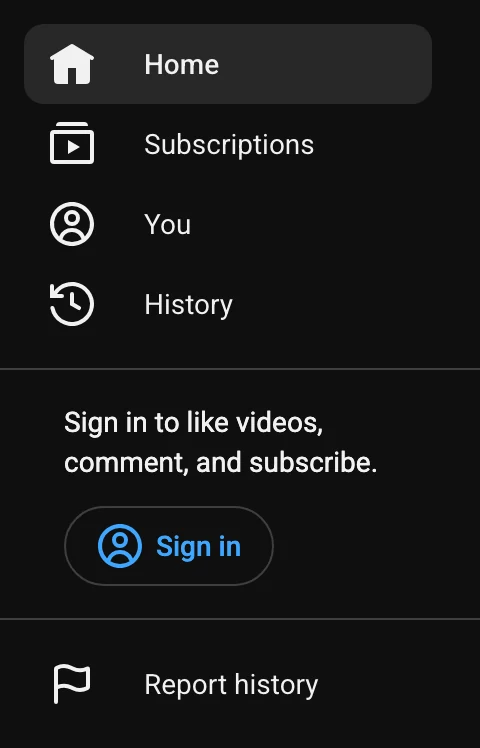 Home
Subscriptions
You
History
Sign in to like videos,
comment, and subscribe.
Sign in
Report history